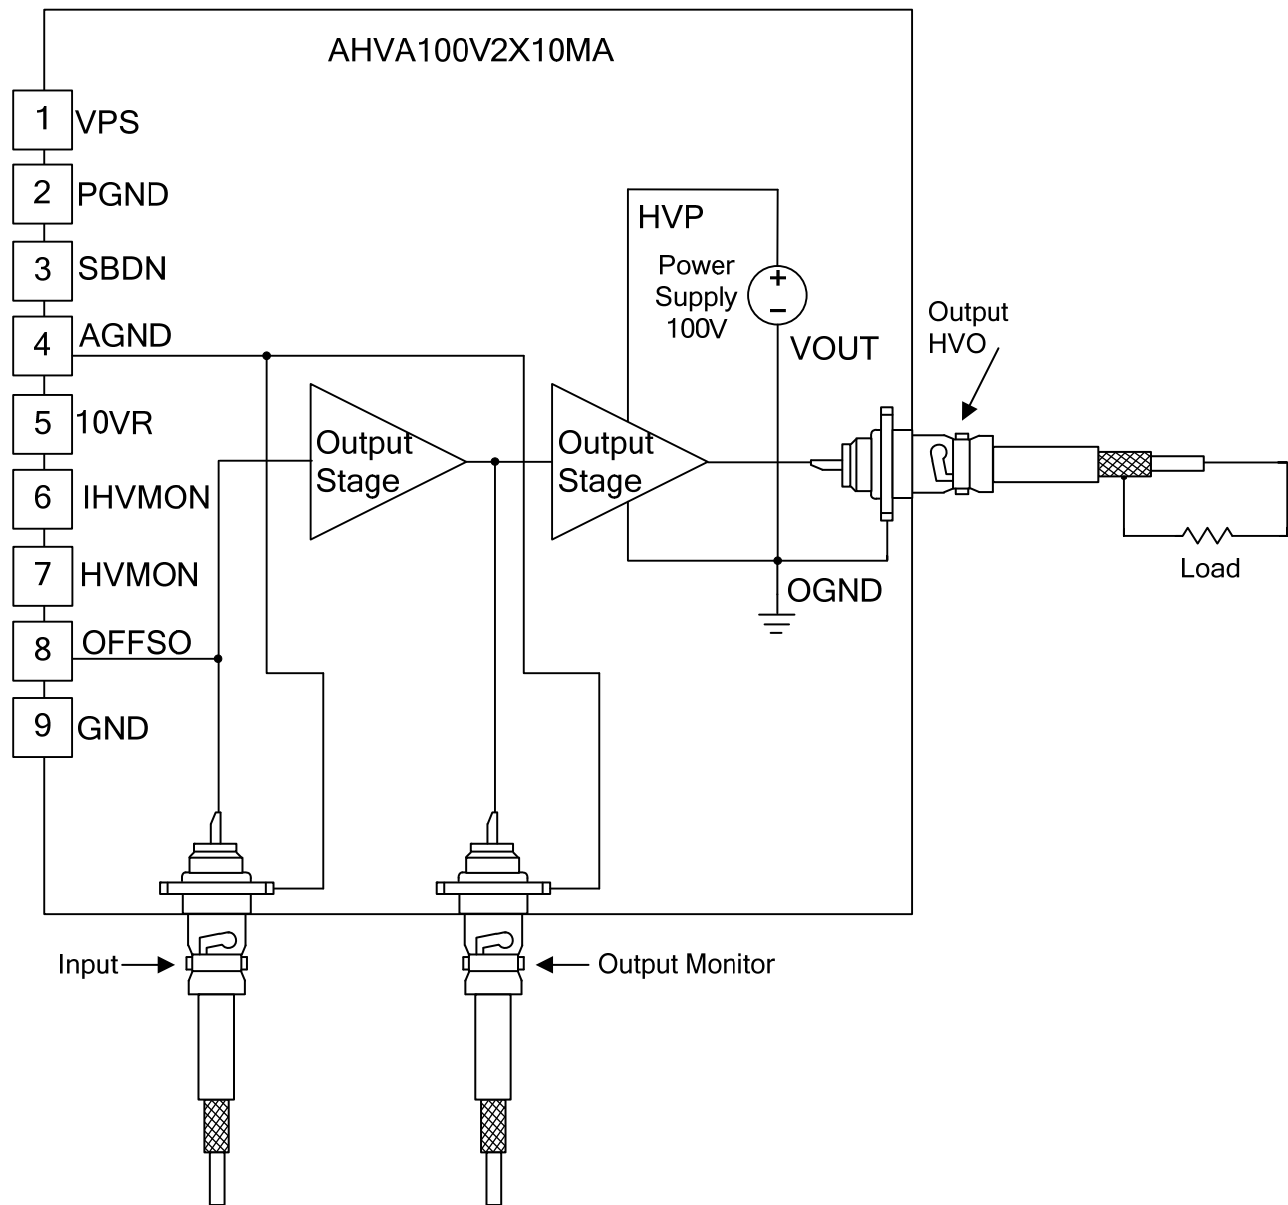 AHVA100V2X10MA
1 VPS
2 PGND
3 SBDN
4 AGND
5 10VR
6 IHVMON
7 HVMON
8 OFFSO
9 GND
HVP
Power
Supply
100V
+
–
VOUT
Output
HVO
Output
Stage
Output
Stage
OGND
Load
Input
Output Monitor